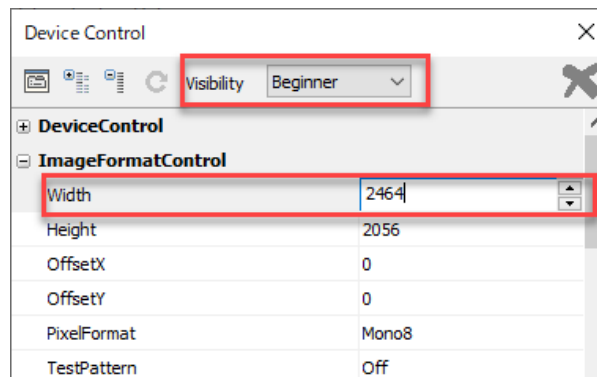 Device Control
Visibility Beginner
DeviceControl
ImageFormatControl
Width 2464
Height 2056
OffsetX 0
OffsetY 0
PixelFormat Mono8
TestPattern Off